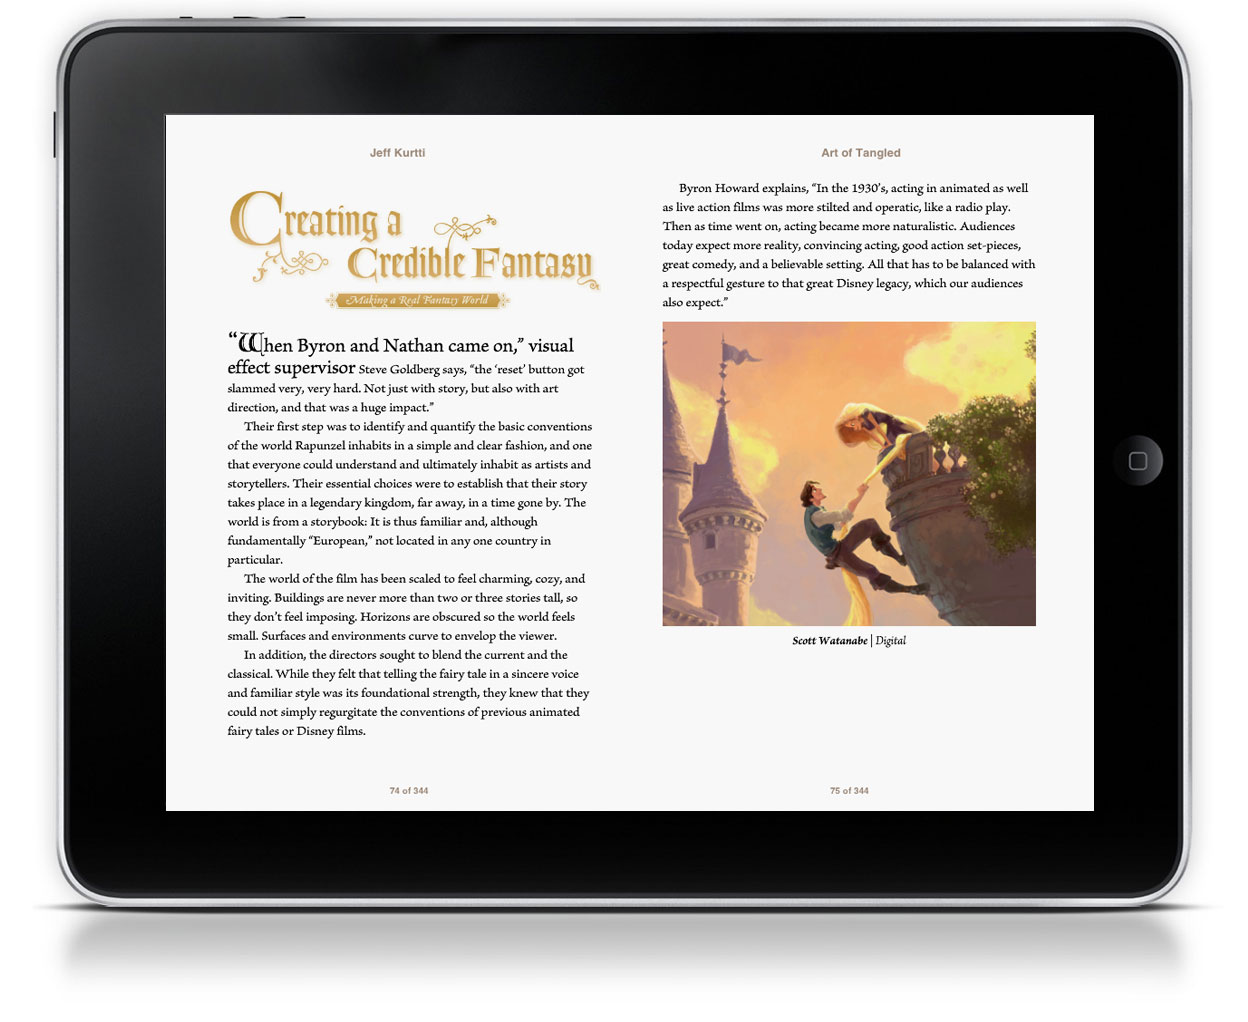 Jeff Kurtti
Creating a
Credible Fantasy
Making a Real Fantasy World
“When Byron and Nathan came on,” visual
effect supervisor Steve Goldberg says, “the ‘reset’ button got
slammed very, very hard. Not just with story, but also with art
direction, and that was a huge impact.”
Their first step was to identify and quantify the basic conventions
of the world Rapunzel inhabits in a simple and clear fashion, and one
that everyone could understand and ultimately inhabit as artists and
storytellers. Their essential choices were to establish that their story
takes place in a legendary kingdom, far away, in a time gone by. The
world is from a storybook: It is thus familiar and, although
fundamentally “European,” not located in any one country in
particular.
The world of the film has been scaled to feel charming, cozy, and
inviting. Buildings are never more than two or three stories tall, so
they don’t feel imposing. Horizons are obscured so the world feels
small. Surfaces and environments curve to envelop the viewer.
In addition, the directors sought to blend the current and the
classical. While they felt that telling the fairy tale in a sincere voice
and familiar style was its foundational strength, they knew that they
could not simply regurgitate the conventions of previous animated
fairy tales or Disney films.
74 of 344
Art of Tangled
Byron Howard explains, “In the 1930’s, acting in animated as well
as live action films was more stilted and operatic, like a radio play.
Then as time went on, acting became more naturalistic. Audiences
today expect more reality, convincing acting, good action set-pieces,
great comedy, and a believable setting. All that has to be balanced with
a respectful gesture to that great Disney legacy, which our audiences
also expect.”
Scott Watanabe | Digital
75 of 344